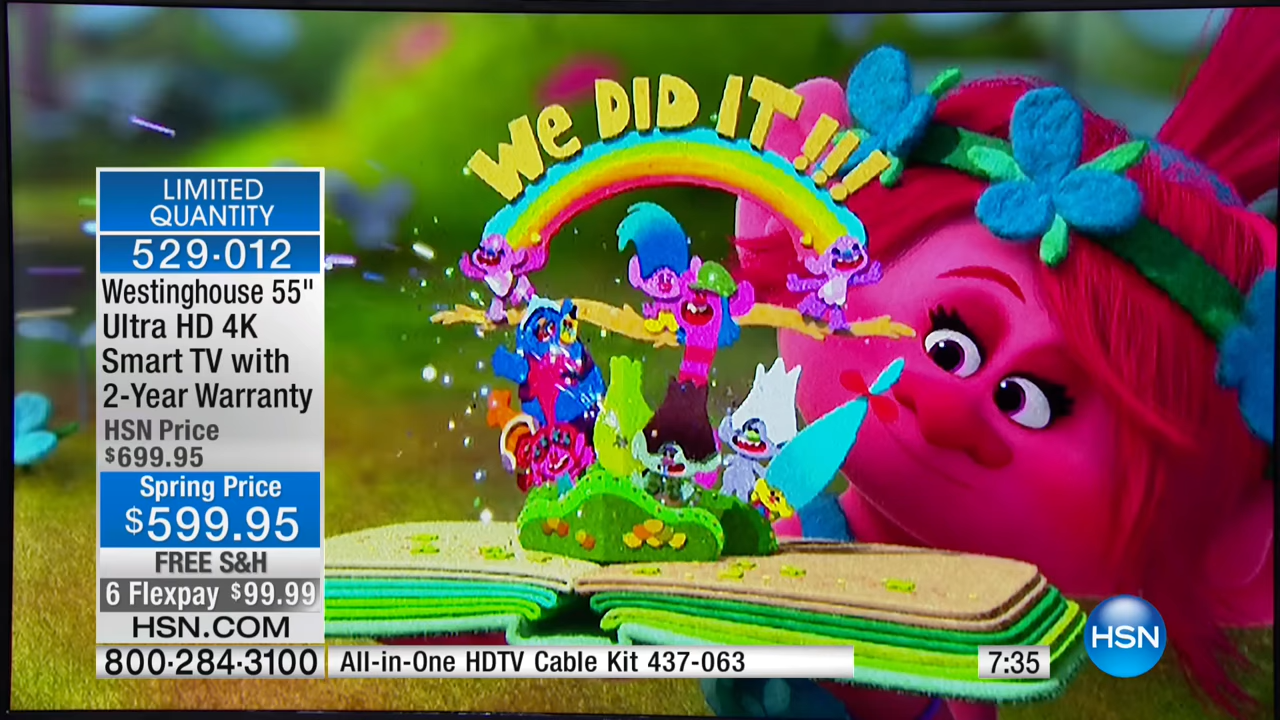 We DID IT!!!
LIMITED
QUANTITY
529-012
Westinghouse 55"
Ultra HD 4K
Smart TV with
2-Year Warranty
HSN Price
$699.95
Spring Price
$599.95
FREE S&H
6 Flexpay $99.99
HSN.COM
800·284·3100
All-in-One HDTV Cable Kit 437-063
7:35
HSN